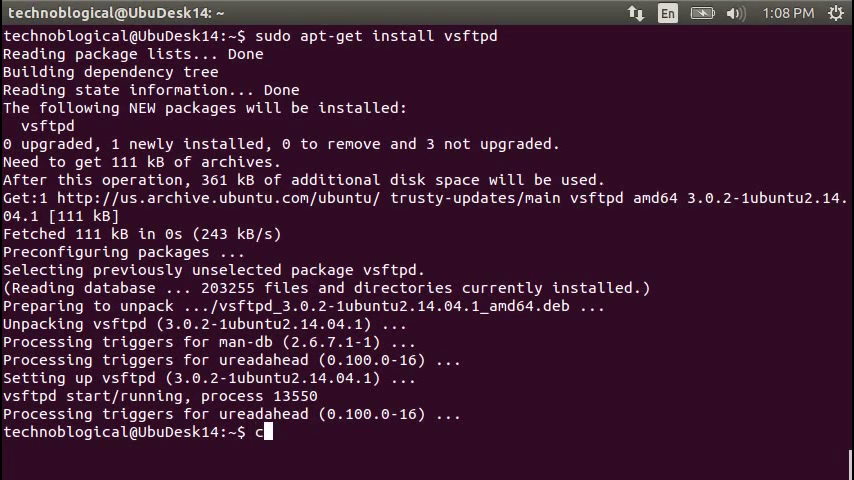 technoblogical@UbuDesk14: ~
En
1:08 PM
technoblogical@UbuDesk14:~$ sudo apt-get install vsftpd
Reading package lists... Done
Building dependency tree
Reading state information... Done
The following NEW packages will be installed:
  vsftpd
0 upgraded, 1 newly installed, 0 to remove and 3 not upgraded.
Need to get 111 kB of archives.
After this operation, 361 kB of additional disk space will be used.
Get:1 http://us.archive.ubuntu.com/ubuntu/ trusty-updates/main vsftpd amd64 3.0.2-1ubuntu2.14.
04.1 [111 kB]
Fetched 111 kB in 0s (243 kB/s)
Preconfiguring packages ...
Selecting previously unselected package vsftpd.
(Reading database ... 203255 files and directories currently installed.)
Preparing to unpack .../vsftpd_3.0.2-1ubuntu2.14.04.1_amd64.deb ...
Unpacking vsftpd (3.0.2-1ubuntu2.14.04.1) ...
Processing triggers for man-db (2.6.7.1-1) ...
Processing triggers for ureadahead (0.100.0-16) ...
Setting up vsftpd (3.0.2-1ubuntu2.14.04.1) ...
vsftpd start/running, process 13550
Processing triggers for ureadahead (0.100.0-16) ...
technoblogical@UbuDesk14:~$ c